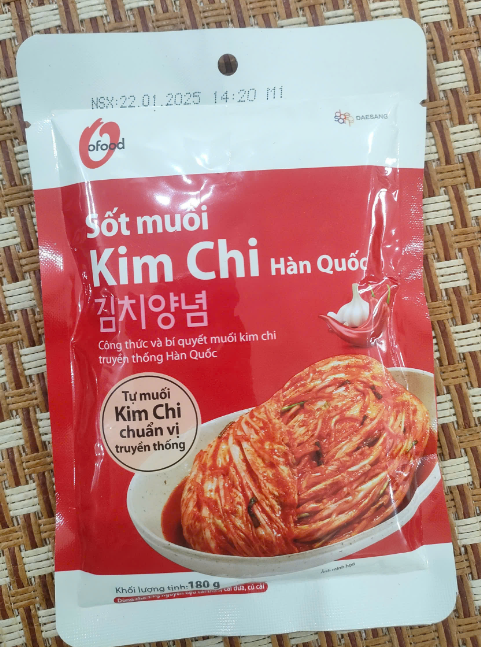 NSX:22.01.2025 14:20 M1
Ofood
DAESANG
Sốt muối
Kim Chi Hàn Quốc
김치양념
Công thức và bí quyết muối kim chi
truyền thống Hàn Quốc
Tự muối
Kim Chi
chuẩn vị
truyền thống
Khối lượng tịnh: 180 g